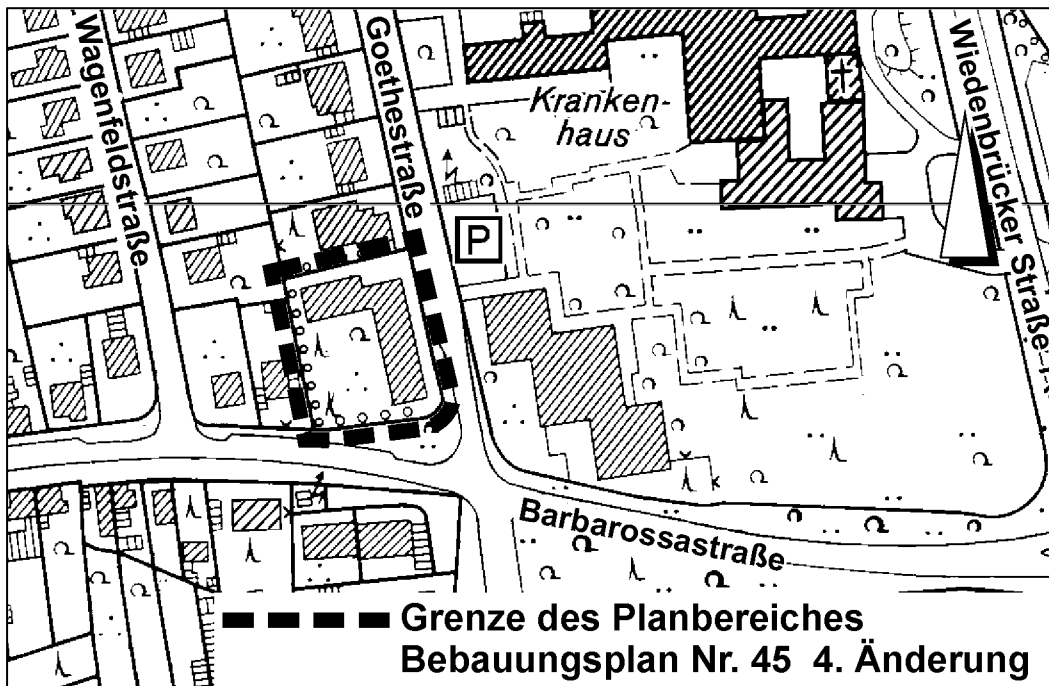 Wagenfeldstraße
Goethestraße
Kranken-
haus
Wiedenbrücker Straße
P
Barbarossastraße
Grenze des Planbereiches
Bebauungsplan Nr. 45 4. Änderung